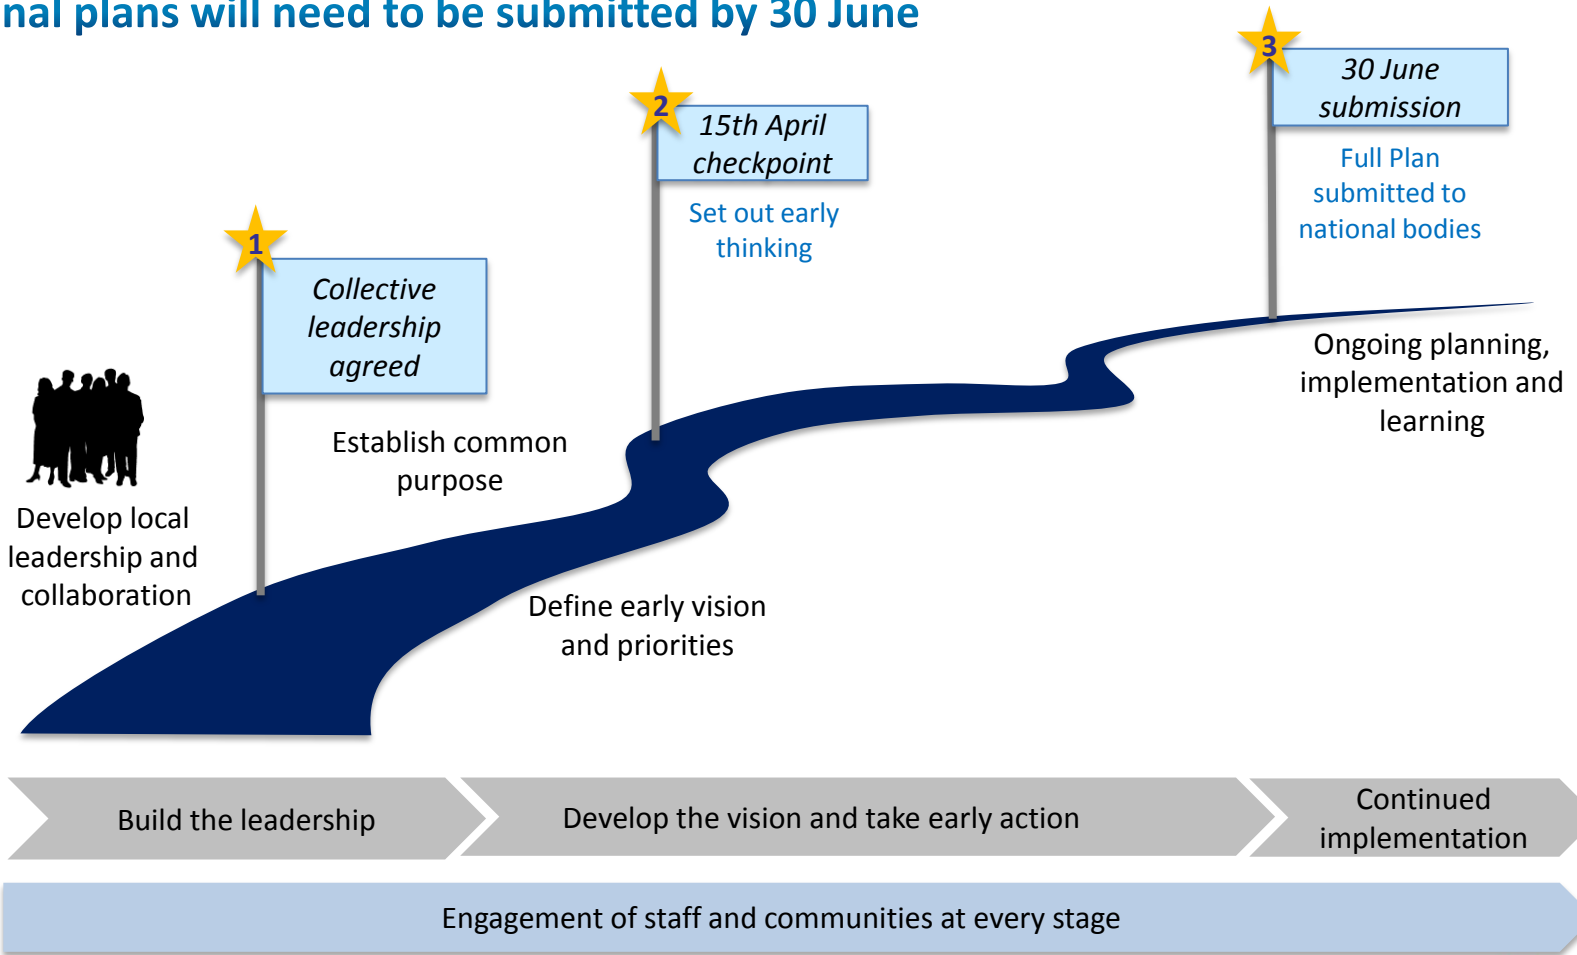 nal plans will need to be submitted by 30 June
3
30 June
submission
Full Plan
submitted to
national bodies
2
15th April
checkpoint
Set out early
thinking
1
Collective
leadership
agreed
Establish common
purpose
Develop local
leadership and
collaboration
Define early vision
and priorities
Ongoing planning,
implementation and
learning
Build the leadership
Develop the vision and take early action
Continued
implementation
Engagement of staff and communities at every stage